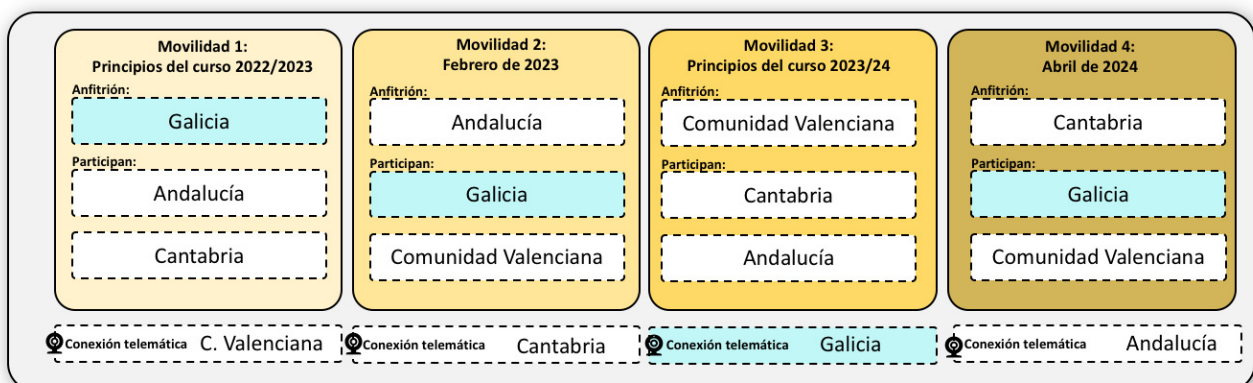 Movilidad 1:
Principios del curso 2022/2023
Anfitrión:
Galicia
Participan:
Andalucía
Cantabria
Conexión telemática C. Valenciana
Movilidad 2:
Febrero de 2023
Anfitrión:
Andalucía
Participan:
Galicia
Comunidad Valenciana
Conexión telemática Cantabria
Movilidad 3:
Principios del curso 2023/24
Anfitrión:
Comunidad Valenciana
Participan:
Cantabria
Andalucía
Conexión telemática Galicia
Movilidad 4:
Abril de 2024
Anfitrión:
Cantabria
Participan:
Galicia
Comunidad Valenciana
Conexión telemática Andalucía